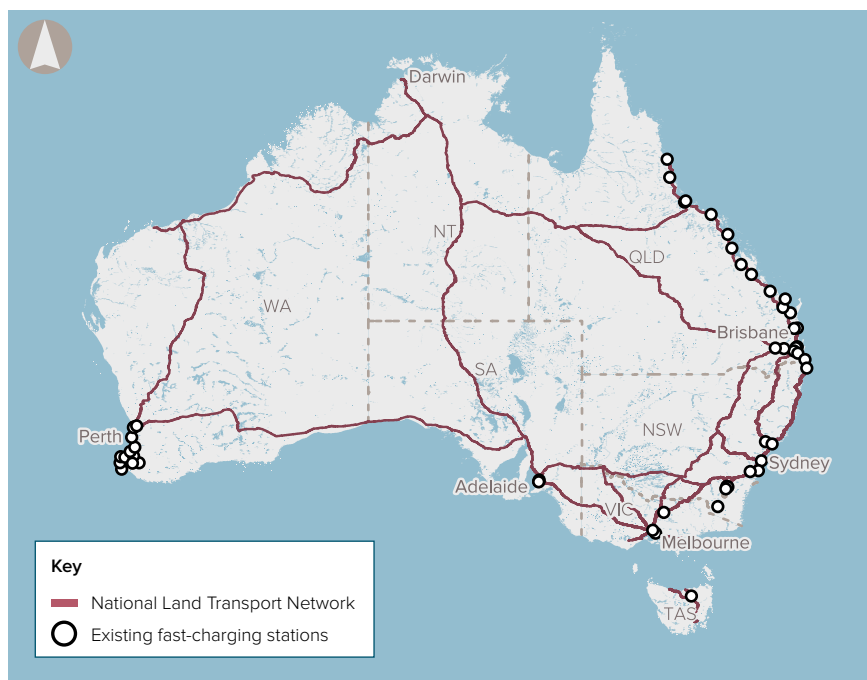 Darwin
NT
QLD
WA
Brisbane
SA
NSW
Perth
Sydney
Adelaide
VIC
Melbourne
TAS
Key
National Land Transport Network
Existing fast-charging stations